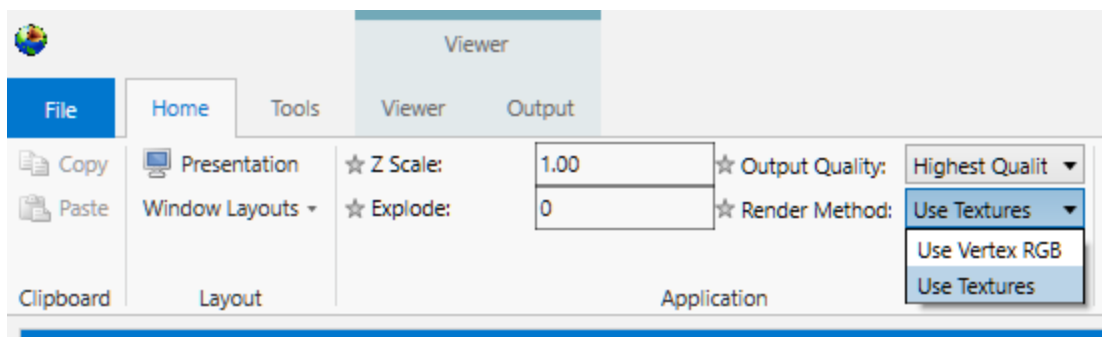 Viewer
File Home Tools Viewer Output
Copy Presentation Z Scale: 1.00 Output Quality: Highest Qualit
Paste Window Layouts Explode: 0 Render Method: Use Textures
Use Vertex RGB
Use Textures
Clipboard Layout Application